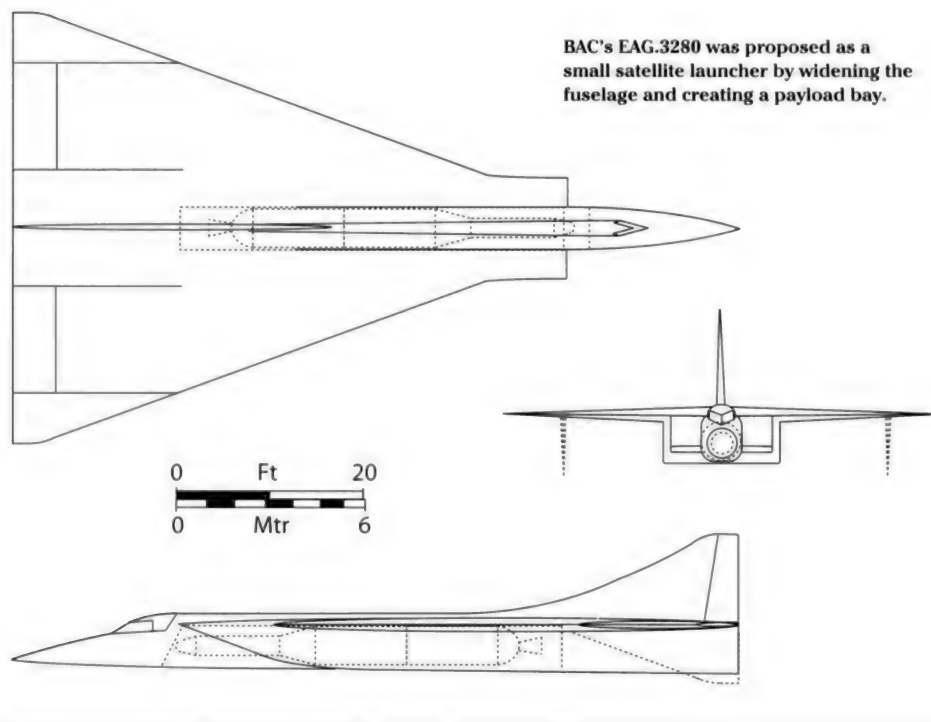 BAC's EAG.3280 was proposed as a
small satellite launcher by widening the
fuselage and creating a payload bay.
0 Ft 20
0 Mtr 6